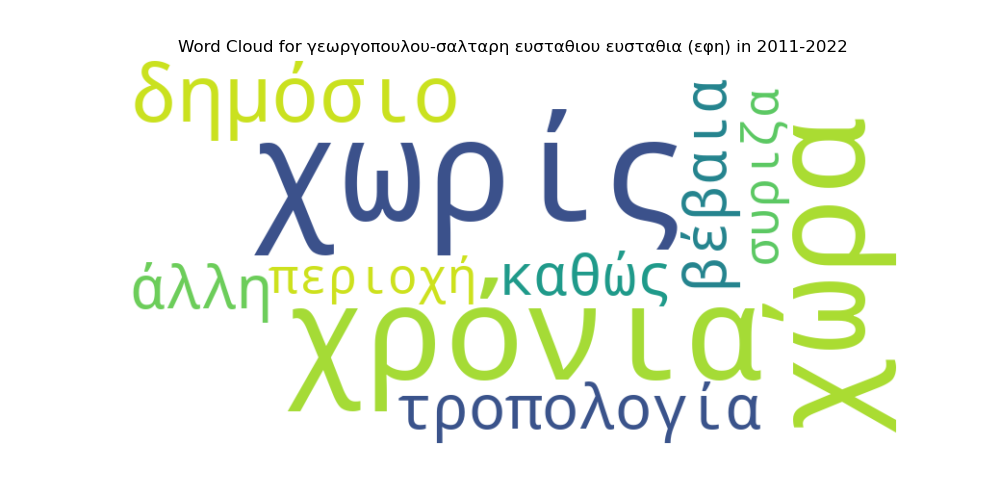 Word Cloud for γεωργοπουλου-σαλταρη ευσταθιου ευσταθια (εφη) in 2011-2022
δημόσιο
χωρίς
βέβαια
συριζα
χώρα
άλλη
περιοχή
καθώς
χρόνια
τροπολογία